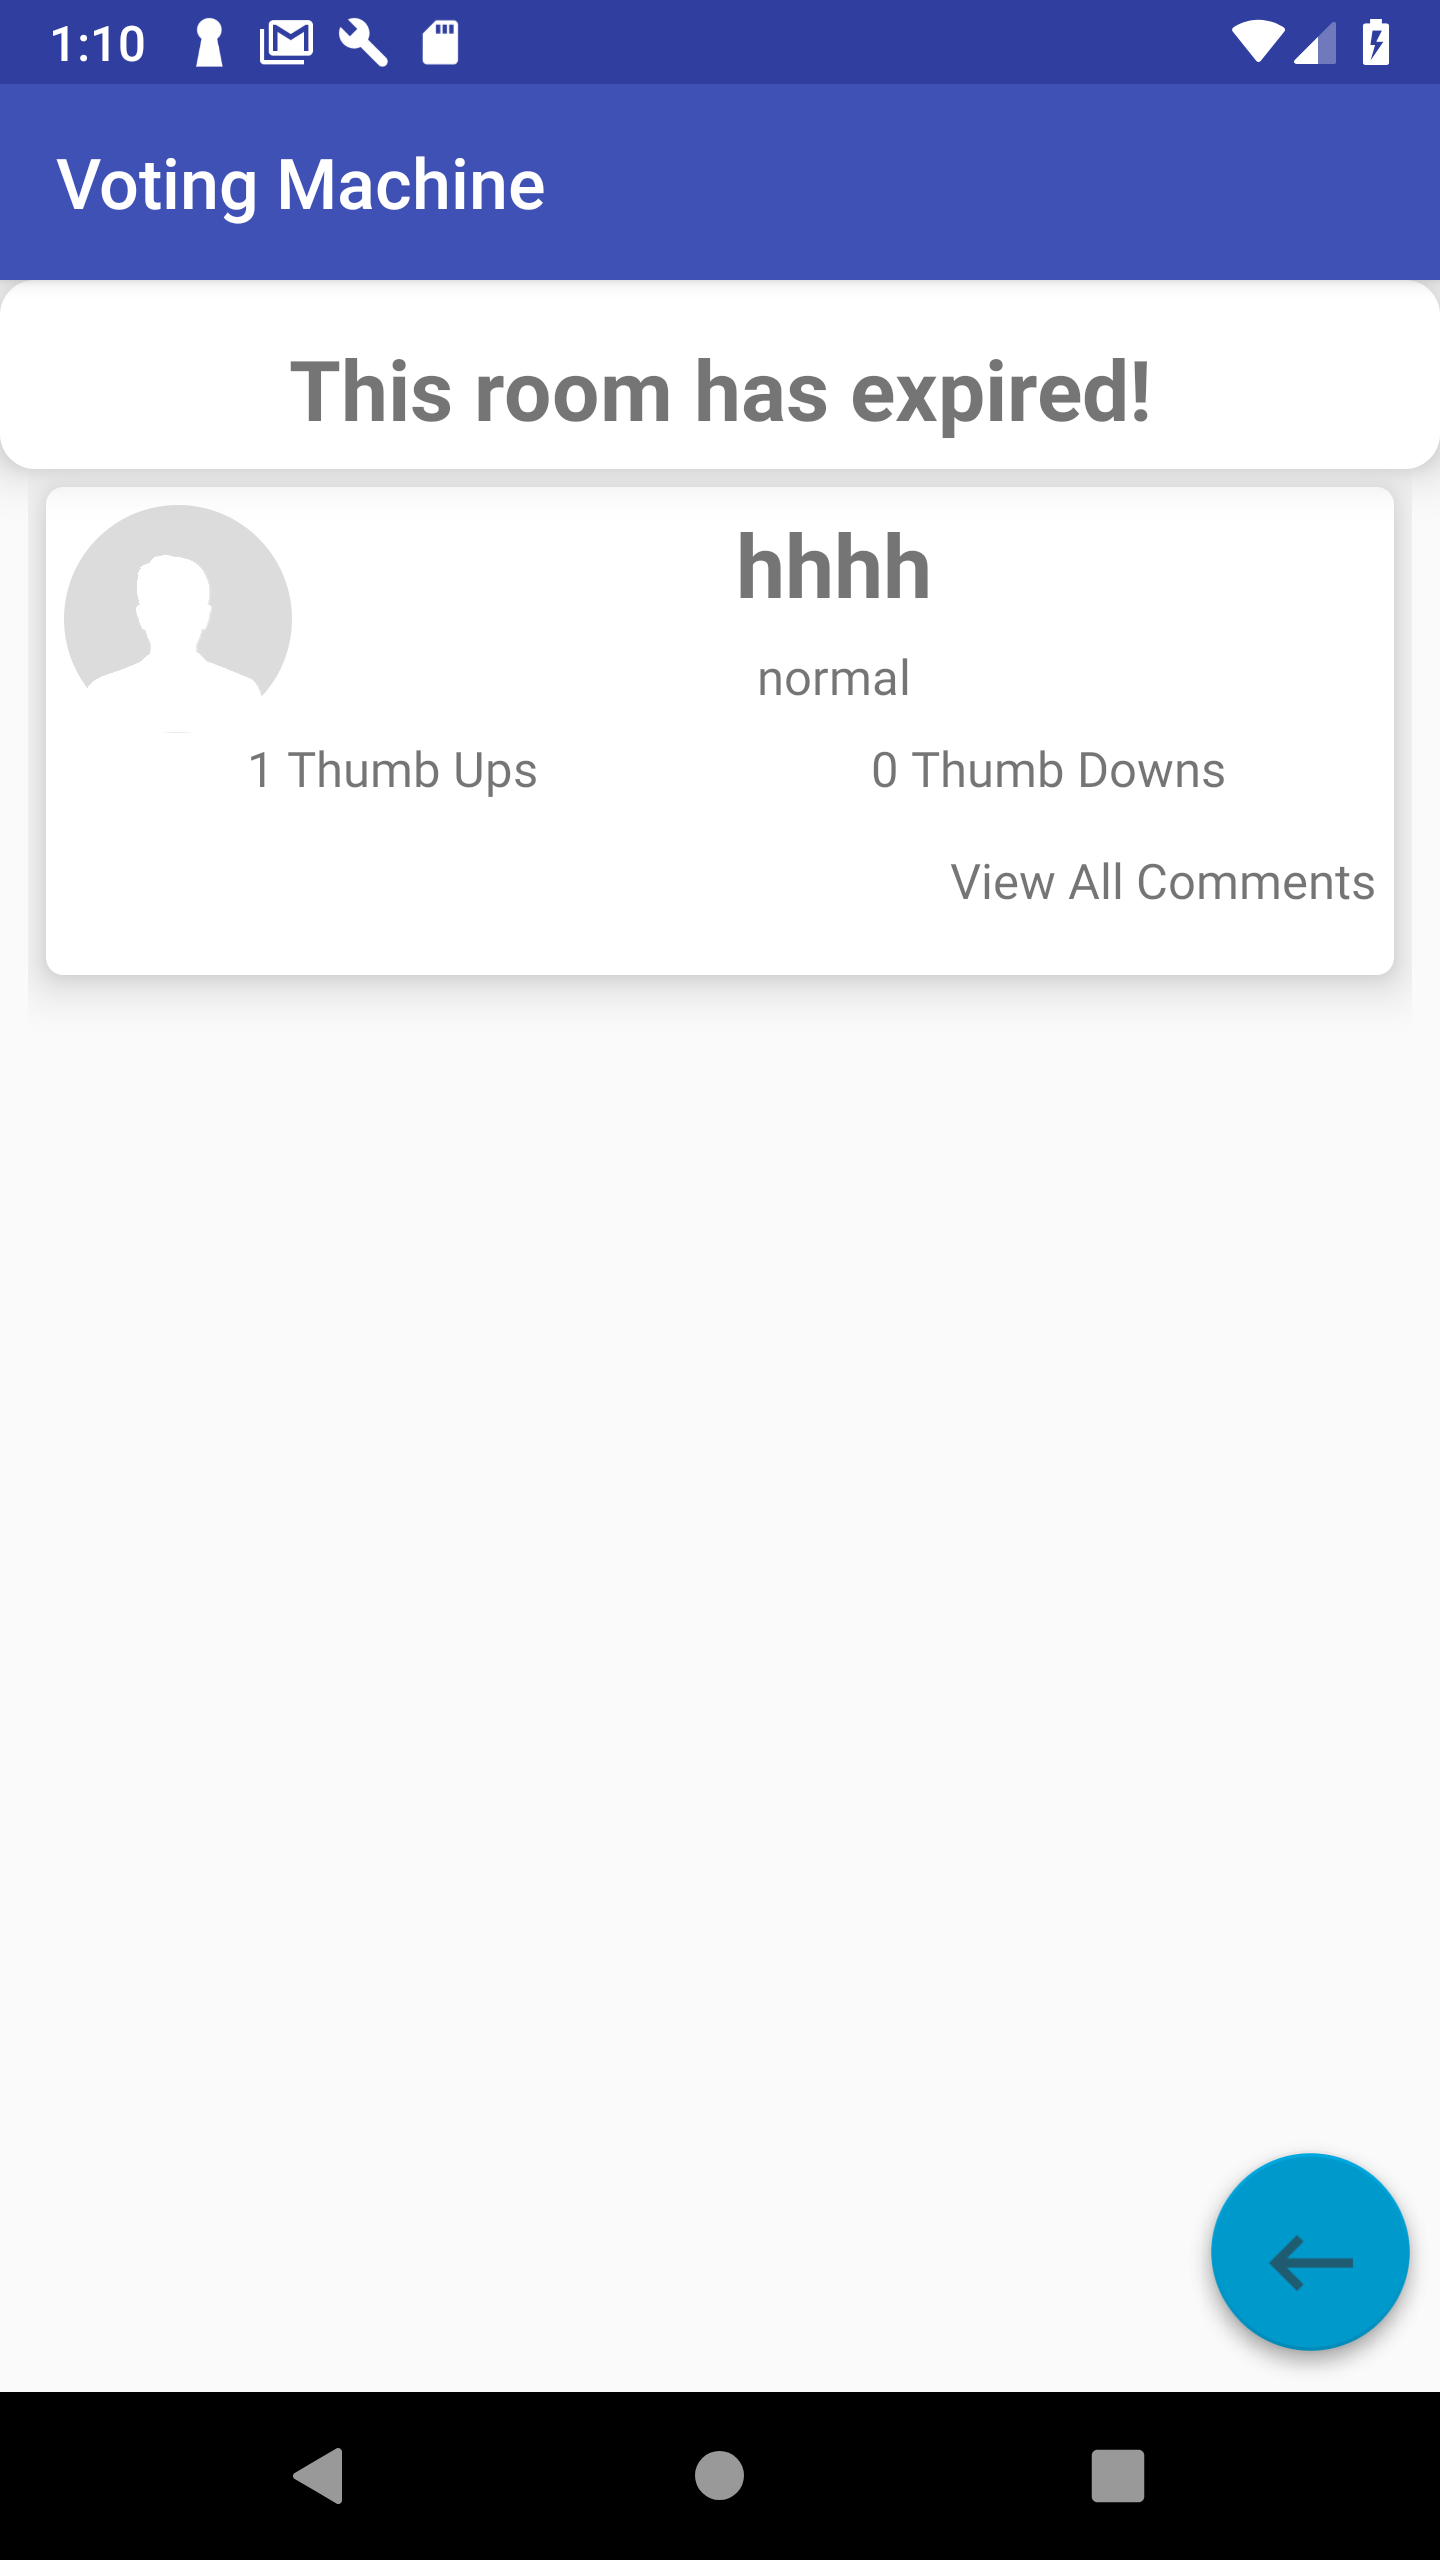 1:10
Voting Machine
This room has expired!
hhhh
normal
1 Thumb Ups
0 Thumb Downs
View All Comments